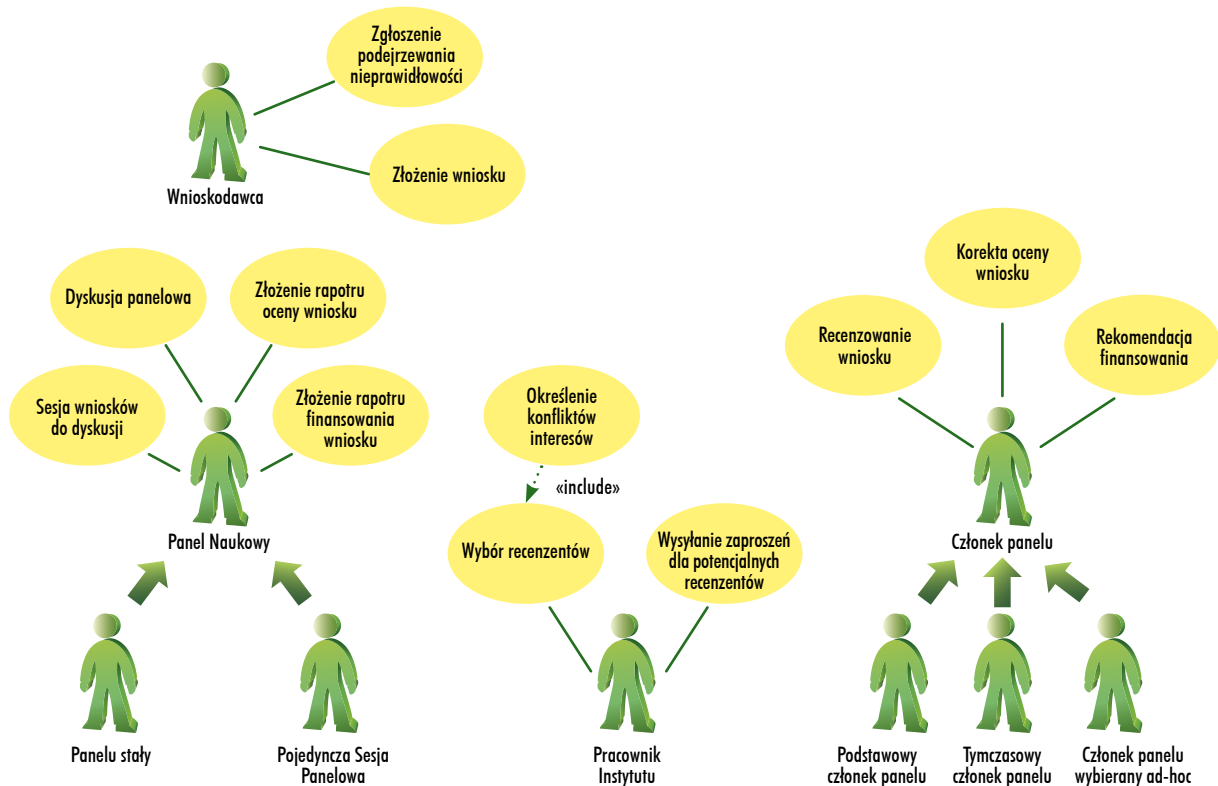 Zgłoszenie
podejrzewania
nieprawidłowości
Złożenie wniosku
Wnioskodawca
Dyskusja panelowa
Złożenie rapotru
oceny wniosku
Sesja wniosków
do dyskusji
Złożenie rapotru
finansowania
wniosku
Panel Naukowy
Panelu stały
Pojedyncza Sesja
Panelowa
Określenie
konfliktów
interesów
«include»
Wybór recenzentów
Wysyłanie zaproszeń
dla potencjalnych
recenzentów
Pracownik
Instytutu
Korekta oceny
wniosku
Recenzowanie
wniosku
Rekomendacja
finansowania
Członek panelu
Podstawowy
członek panelu
Tymczasowy
członek panelu
Członek panelu
wybierany ad-hoc